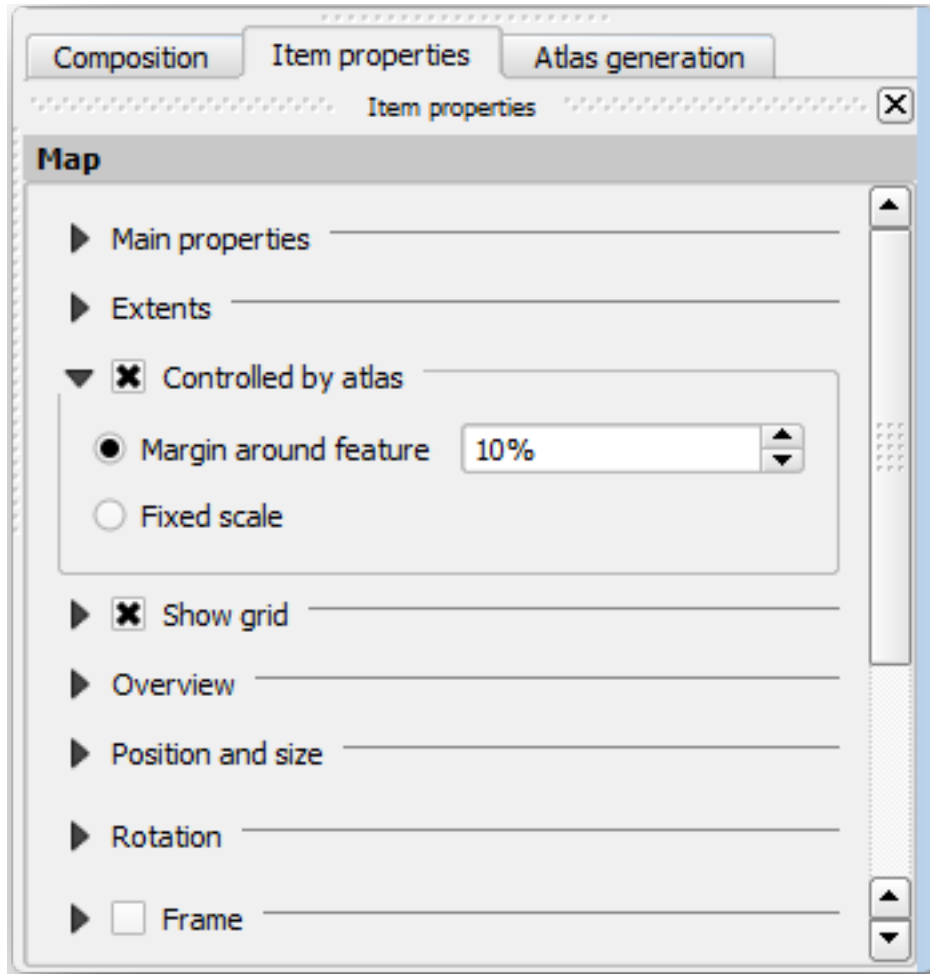 Composition Item properties Atlas generation
Item properties
Map
Main properties
Extents
Controlled by atlas
Margin around feature 10%
Fixed scale
Show grid
Overview
Position and size
Rotation
Frame